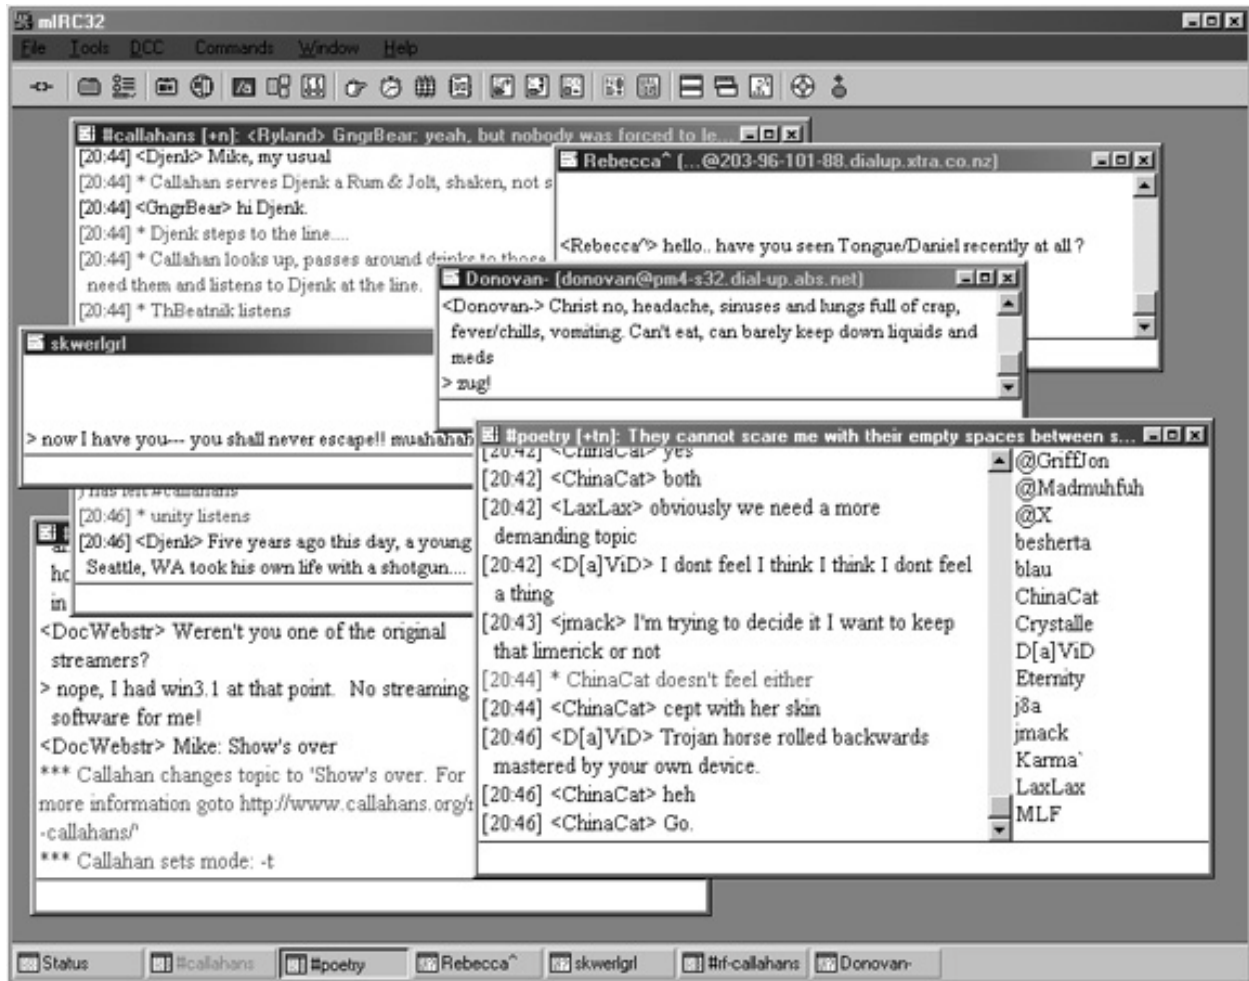 mIRC32
File Tools DCC Commands Window Help
#callahans [+n]: <Ryland> GngrBear: yeah, but nobody was forced to le...
[20:44] <Djenk> Mike, my usual
[20:44] * Callahan serves Djenk a Rum & Jolt, shaken, not s
[20:44] <GngrBear> hi Djenk.
[20:44] * Djenk steps to the line....
[20:44] * Callahan looks up, passes around drinks to those
need them and listens to Djenk at the line.
[20:44] * ThBeatnik listens
Rebecca^ (...@203-96-101-88.dialup.xtra.co.nz)
<Rebecca^> hello.. have you seen Tongue/Daniel recently at all ?
Donovan- (donovan@pm4-s32.dial-up.abs.net)
<Donovan-> Christ no, headache, sinuses and lungs full of crap,
fever/chills, vomiting. Can't eat, can barely keep down liquids and
meds
> zug!
skwerlgrl
> now I have you--- you shall never escape!! muahahah
) has left #callahans
[20:46] * unity listens
[20:46] <Djenk> Five years ago this day, a young
Seattle, WA took his own life with a shotgun....
#poetry [+tn]: They cannot scare me with their empty spaces between s...
[20:42] <ChinaCat> yes
[20:42] <ChinaCat> both
[20:42] <LaxLax> obviously we need a more
demanding topic
[20:42] <D[a]ViD> I dont feel I think I think I dont feel
a thing
[20:43] <jmack> I'm trying to decide it I want to keep
that limerick or not
[20:44] * ChinaCat doesn't feel either
[20:44] <ChinaCat> cept with her skin
[20:46] <D[a]ViD> Trojan horse rolled backwards
mastered by your own device.
[20:46] <ChinaCat> heh
[20:46] <ChinaCat> Go.
@GriffJon
@Madmuhfuh
@X
besherta
blau
ChinaCat
Crystalle
D[a]ViD
Eternity
j8a
jmack
Karma`
LaxLax
MLF
#
ho
in
<DocWebstr> Weren't you one of the original
streamers?
> nope, I had win3.1 at that point. No streaming
software for me!
<DocWebstr> Mike: Show's over
*** Callahan changes topic to 'Show's over. For
more information goto http://www.callahans.org/r
-callahans/'
*** Callahan sets mode: -t
Status #callahans #poetry Rebecca^ skwerlgrl #rf-callahans Donovan-